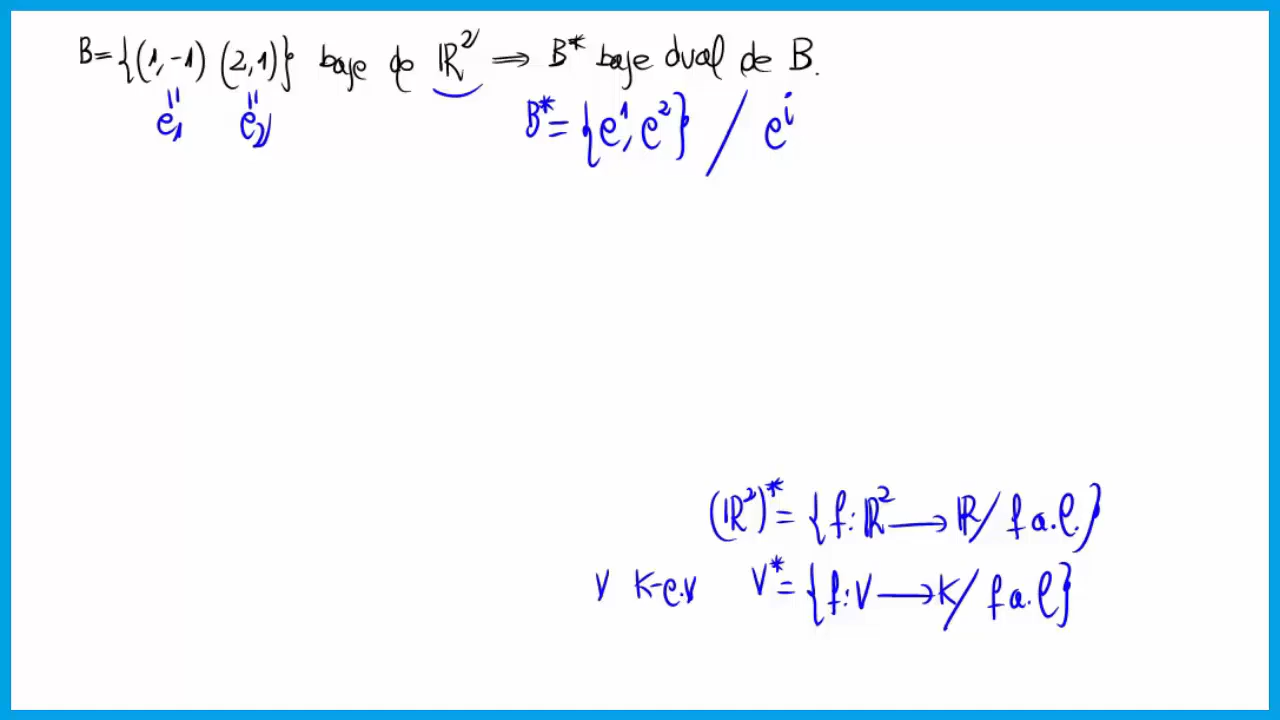 B = {(1,-1) (2,1)} base de ℝ² ⟹ B* base dual de B.
e₁ e₂ B* = {e¹, e²} / eⁱ
(ℝ²)* = {f: ℝ² ⟶ ℝ / f a.l.}
V K-e.v V* = {f: V ⟶ K / f a.l}